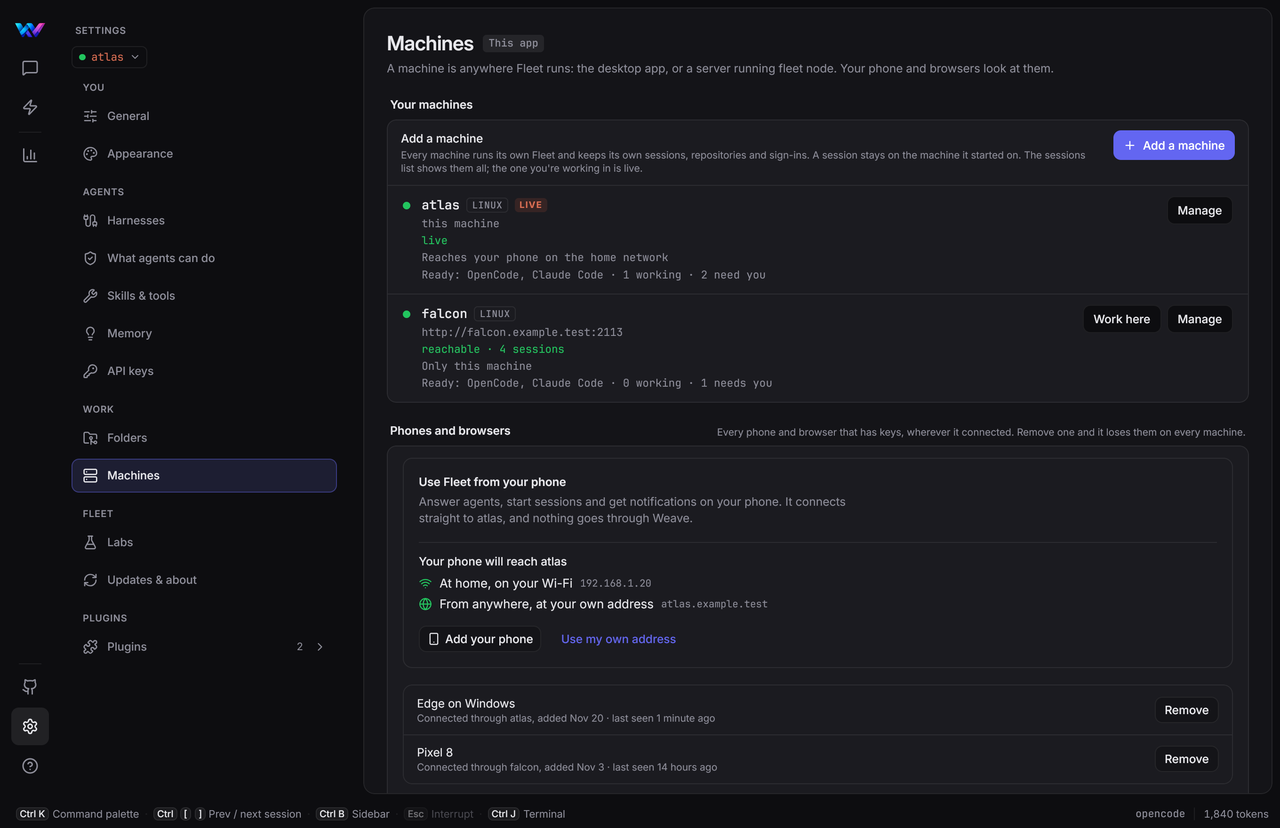 SETTINGS
atlas
YOU
General
Appearance
AGENTS
Harnesses
What agents can do
Skills & tools
Memory
API keys
WORK
Folders
Machines
FLEET
Labs
Updates & about
PLUGINS
Plugins 2
Machines This app
A machine is anywhere Fleet runs: the desktop app, or a server running fleet node. Your phone and browsers look at them.
Your machines
Add a machine
Every machine runs its own Fleet and keeps its own sessions, repositories and sign-ins. A session stays on the machine it started on. The sessions
list shows them all; the one you're working in is live.
+ Add a machine
atlas LINUX LIVE
this machine
live
Reaches your phone on the home network
Ready: OpenCode, Claude Code · 1 working · 2 need you
Manage
falcon LINUX
http://falcon.example.test:2113
reachable · 4 sessions
Only this machine
Ready: OpenCode, Claude Code · 0 working · 1 needs you
Work here Manage
Phones and browsers
Every phone and browser that has keys, wherever it connected. Remove one and it loses them on every machine.
Use Fleet from your phone
Answer agents, start sessions and get notifications on your phone. It connects
straight to atlas, and nothing goes through Weave.
Your phone will reach atlas
At home, on your Wi-Fi 192.168.1.20
From anywhere, at your own address atlas.example.test
Add your phone Use my own address
Edge on Windows
Connected through atlas, added Nov 20 · last seen 1 minute ago
Remove
Pixel 8
Connected through falcon, added Nov 3 · last seen 14 hours ago
Remove
Ctrl K Command palette · Ctrl [ ] Prev / next session · Ctrl B Sidebar · Esc Interrupt · Ctrl J Terminal
opencode 1,840 tokens